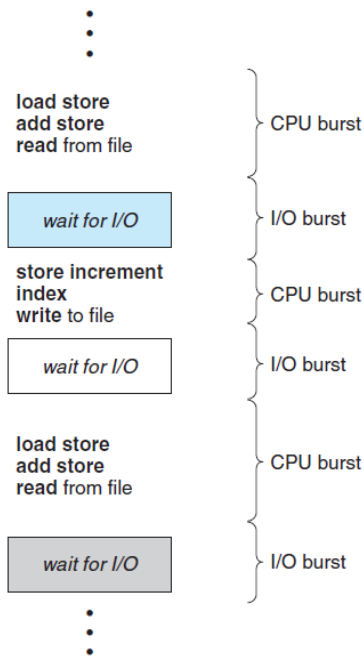 load store
add store
read from file
CPU burst
wait for I/O
I/O burst
store increment
index
write to file
CPU burst
wait for I/O
I/O burst
load store
add store
read from file
CPU burst
wait for I/O
I/O burst